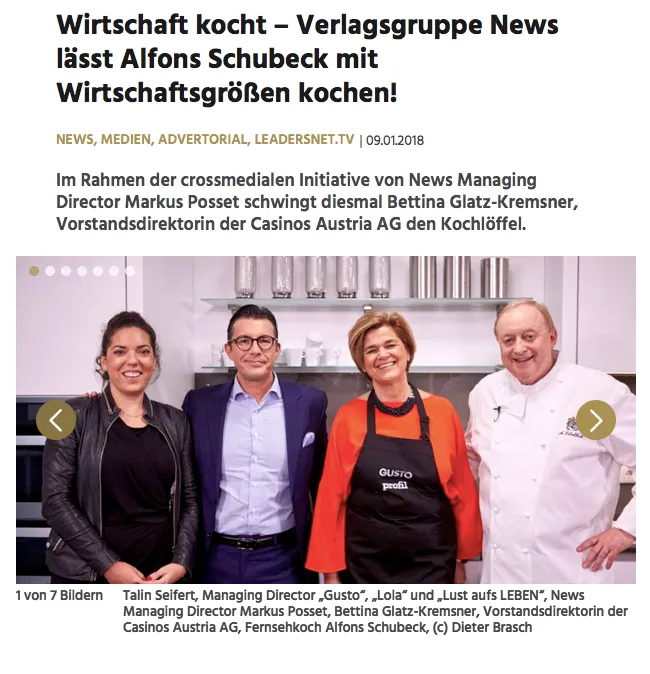 Wirtschaft kocht – Verlagsgruppe News
lässt Alfons Schubeck mit
Wirtschaftsgrößen kochen!
NEWS, MEDIEN, ADVERTORIAL, LEADERSNET.TV | 09.01.2018
Im Rahmen der crossmedialen Initiative von News Managing
Director Markus Posset schwingt diesmal Bettina Glatz-Kremsner,
Vorstandsdirektorin der Casinos Austria AG den Kochlöffel.
GUSTO
profil
1 von 7 Bildern
Talin Seifert, Managing Director „Gusto“, „Lola“ und „Lust aufs LEBEN“, News
Managing Director Markus Posset, Bettina Glatz-Kremsner, Vorstandsdirektorin der
Casinos Austria AG, Fernsehkoch Alfons Schubeck, (c) Dieter Brasch